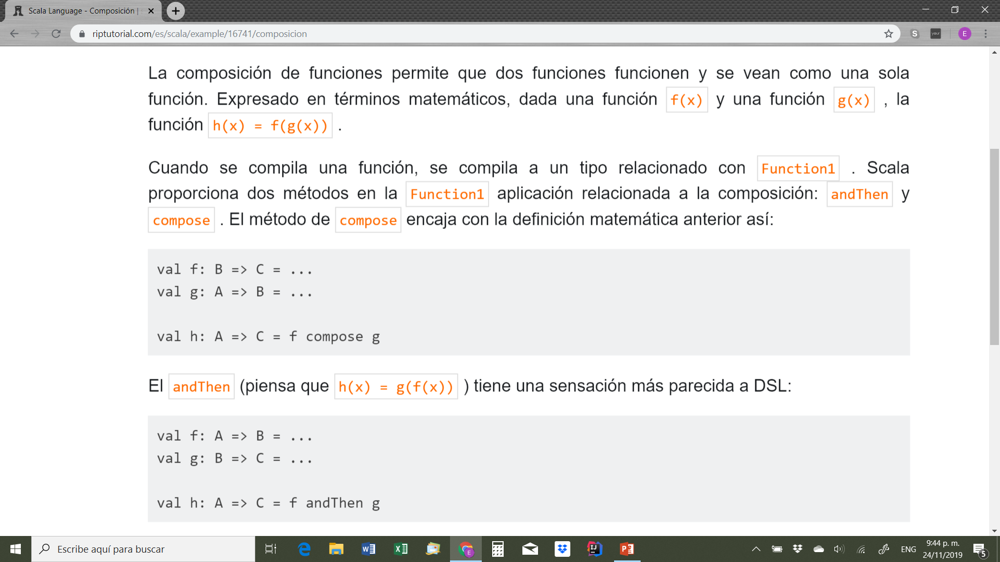 Scala Language - Composición |
riptutorial.com/es/scala/example/16741/composicion
S
your
E
La composición de funciones permite que dos funciones funcionen y se vean como una sola
función. Expresado en términos matemáticos, dada una función f(x) y una función g(x) , la
función h(x) = f(g(x)) .
Cuando se compila una función, se compila a un tipo relacionado con Function1 . Scala
proporciona dos métodos en la Function1 aplicación relacionada a la composición: andThen y
compose . El método de compose encaja con la definición matemática anterior así:
val f: B => C = ...
val g: A => B = ...
val h: A => C = f compose g
El andThen (piensa que h(x) = g(f(x)) ) tiene una sensación más parecida a DSL:
val f: A => B = ...
val g: B => C = ...
val h: A => C = f andThen g
Escribe aquí para buscar
ENG
9:44 p. m.
24/11/2019
5